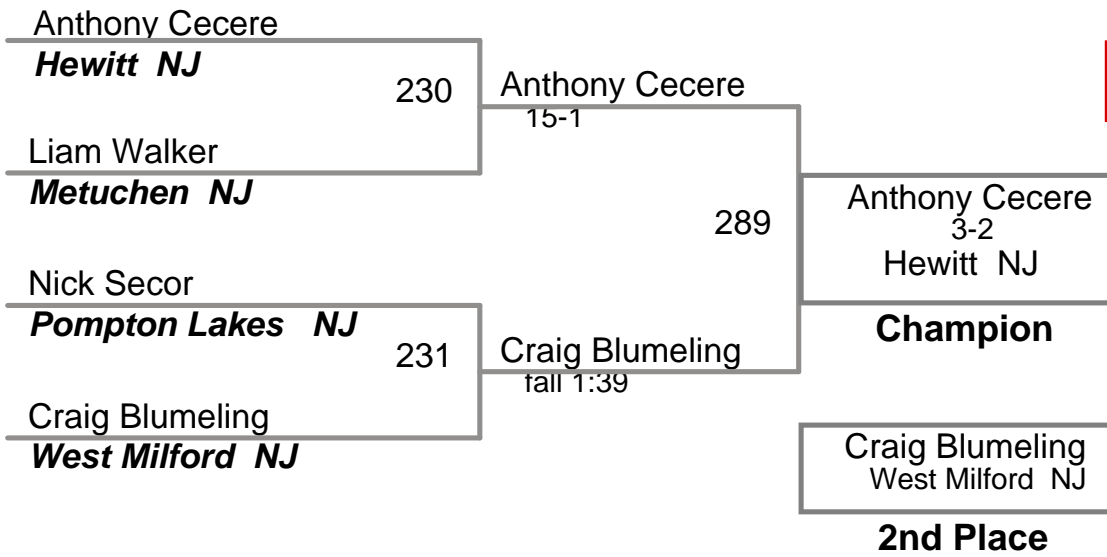 Anthony Cecere
Hewitt NJ
230
Anthony Cecere
15-1
Liam Walker
Metuchen NJ
289
Anthony Cecere
3-2
Hewitt NJ
Champion
Nick Secor
Pompton Lakes NJ
231
Craig Blumeling
fall 1:39
Craig Blumeling
West Milford NJ
Craig Blumeling
West Milford NJ
2nd Place